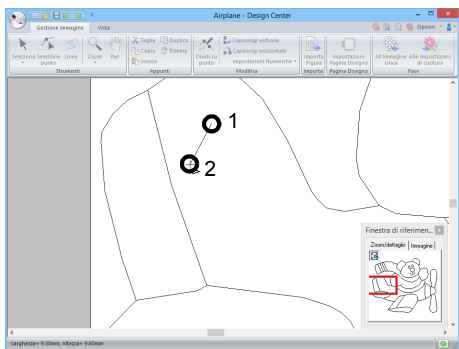 Airplane - Design Center
Gestione immagine Vista
Opzioni
Seleziona
Selezione punto
Linea
Zoom
Pan
Strumenti
Taglia Duplica
Copia Elimina
Incolla
Appunti
Dividi cu punto
Capovolgi verticale
Capovolgi orizzontale
Impostazioni Numeriche
Modifica
Importa Figura
Importa
Impostazioni Pagina Disegno
Pagina Disegno
All'Immagine Linea
Alle Impostazioni di cucitura
Fase
1
2
Finestra di riferimen...
Zoom/dettaglio Immagine
Larghezza= 9.30mm, Altezza= 9.60mm